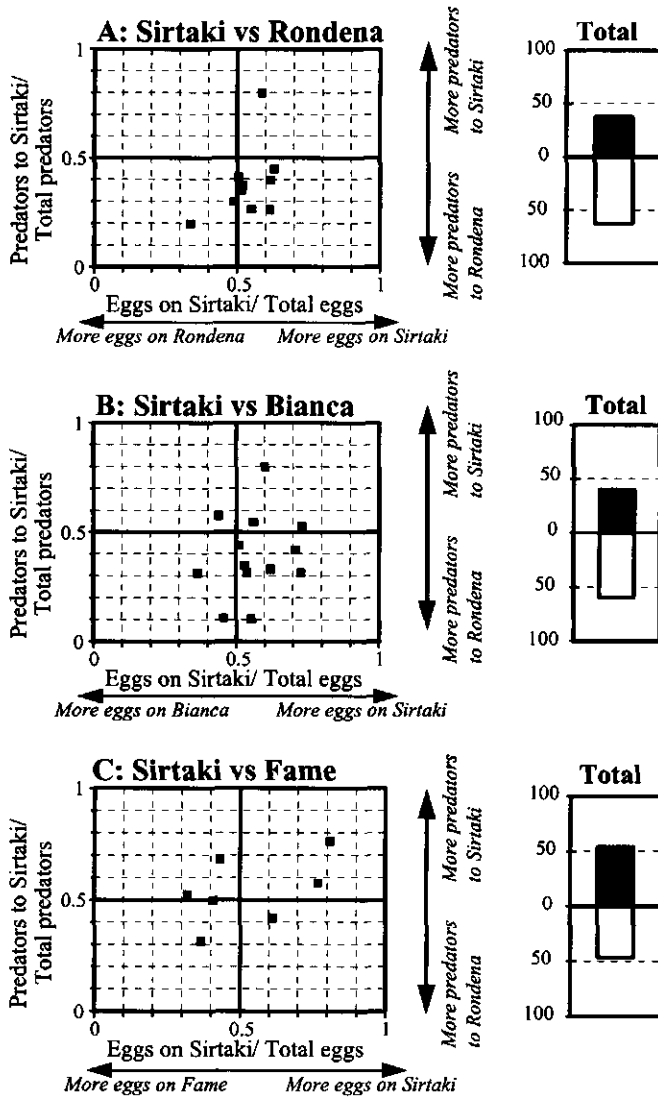 A: Sirtaki vs Rondena
Total
1
0.5
0
0
0.5
1
Predators to Sirtaki/
Total predators
Eggs on Sirtaki/ Total eggs
More eggs on Rondena
More eggs on Sirtaki
More predators
to Sirtaki
More predators
to Rondena
100
50
0
50
100
B: Sirtaki vs Bianca
Total
1
0.5
0
0
0.5
1
Predators to Sirtaki/
Total predators
Eggs on Sirtaki/ Total eggs
More eggs on Bianca
More eggs on Sirtaki
More predators
to Sirtaki
More predators
to Rondena
100
50
0
50
100
C: Sirtaki vs Fame
Total
1
0.5
0
0
0.5
1
Predators to Sirtaki/
Total predators
Eggs on Sirtaki/ Total eggs
More eggs on Fame
More eggs on Sirtaki
More predators
to Sirtaki
More predators
to Rondena
100
50
0
50
100